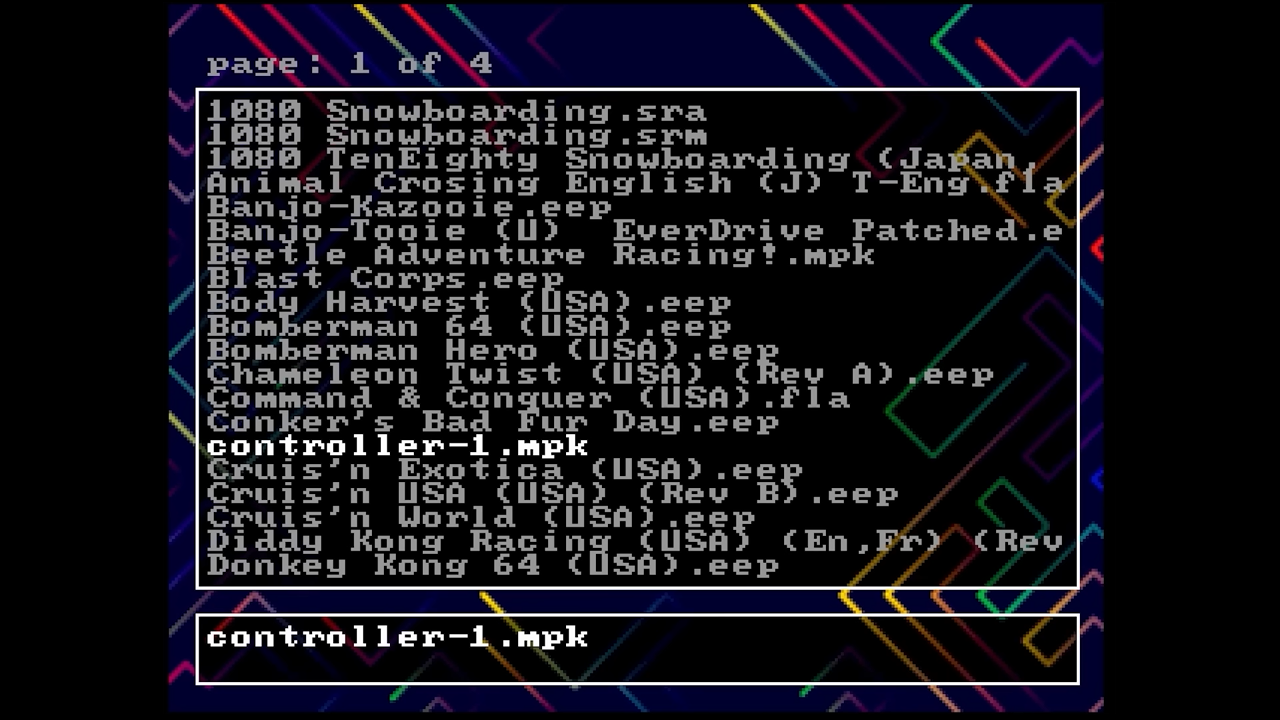 page: 1 of 4
1080 Snowboarding.sra
1080 Snowboarding.srm
1080 TenEighty Snowboarding (Japan,
Animal Crosing English (J) T-Eng.fla
Banjo-Kazooie.eep
Banjo-Tooie (U)  EverDrive Patched.e
Beetle Adventure Racing!.mpk
Blast Corps.eep
Body Harvest (USA).eep
Bomberman 64 (USA).eep
Bomberman Hero (USA).eep
Chameleon Twist (USA) (Rev A).eep
Command & Conquer (USA).fla
Conker's Bad Fur Day.eep
controller-1.mpk
Cruis'n Exotica (USA).eep
Cruis'n USA (USA) (Rev B).eep
Cruis'n World (USA).eep
Diddy Kong Racing (USA) (En,Fr) (Rev
Donkey Kong 64 (USA).eep
controller-1.mpk